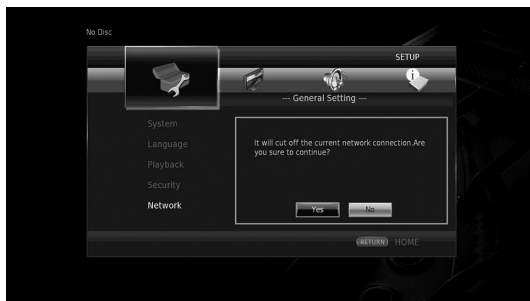 No Disc
SETUP
--- General Setting ---
System
Language
Playback
Security
Network
It will cut off the current network connection.Are
you sure to continue?
Yes No
RETURN HOME